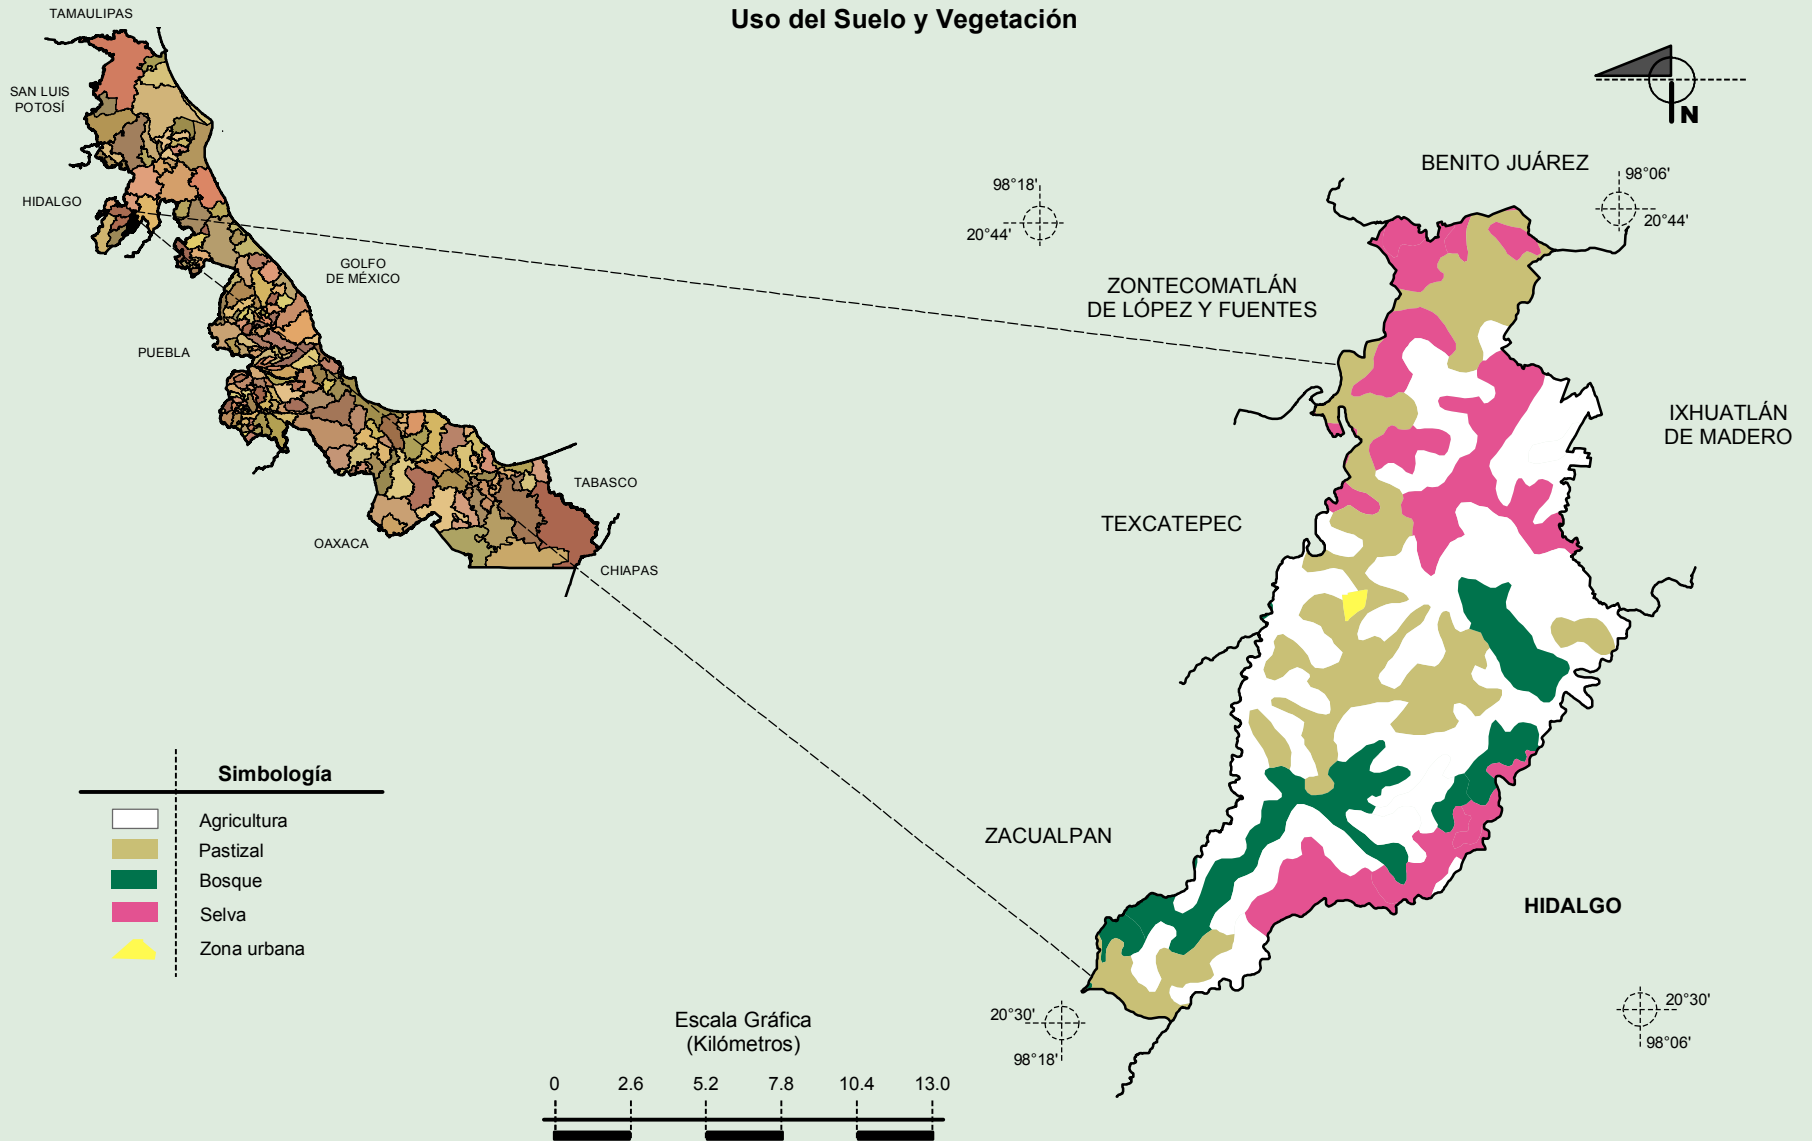 Uso del Suelo y Vegetación
TAMAULIPAS
SAN LUIS
POTOSÍ
HIDALGO
GOLFO
DE MÉXICO
PUEBLA
TABASCO
OAXACA
CHIAPAS
N
BENITO JUÁREZ
98°18'
20°44'
98°06'
20°44'
ZONTECOMATLÁN
DE LÓPEZ Y FUENTES
IXHUATLÁN
DE MADERO
TEXCATEPEC
ZACUALPAN
HIDALGO
20°30'
98°18'
20°30'
98°06'
Simbología
Agricultura
Pastizal
Bosque
Selva
Zona urbana
Escala Gráfica
(Kilómetros)
0 2.6 5.2 7.8 10.4 13.0